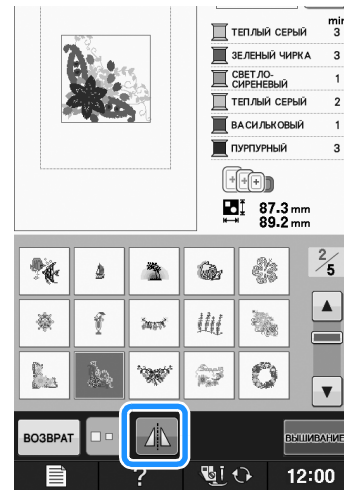 min
ТЕПЛЫЙ СЕРЫЙ 3
ЗЕЛЕНЫЙ ЧИРКА 3
СВЕТЛО-
СИРЕНЕВЫЙ 1
ТЕПЛЫЙ СЕРЫЙ 2
ВАСИЛЬКОВЫЙ 1
ПУРПУРНЫЙ 3
87.3 mm
89.2 mm
2/5
ВОЗВРАТ
ВЫШИВАНИЕ
?
12:00